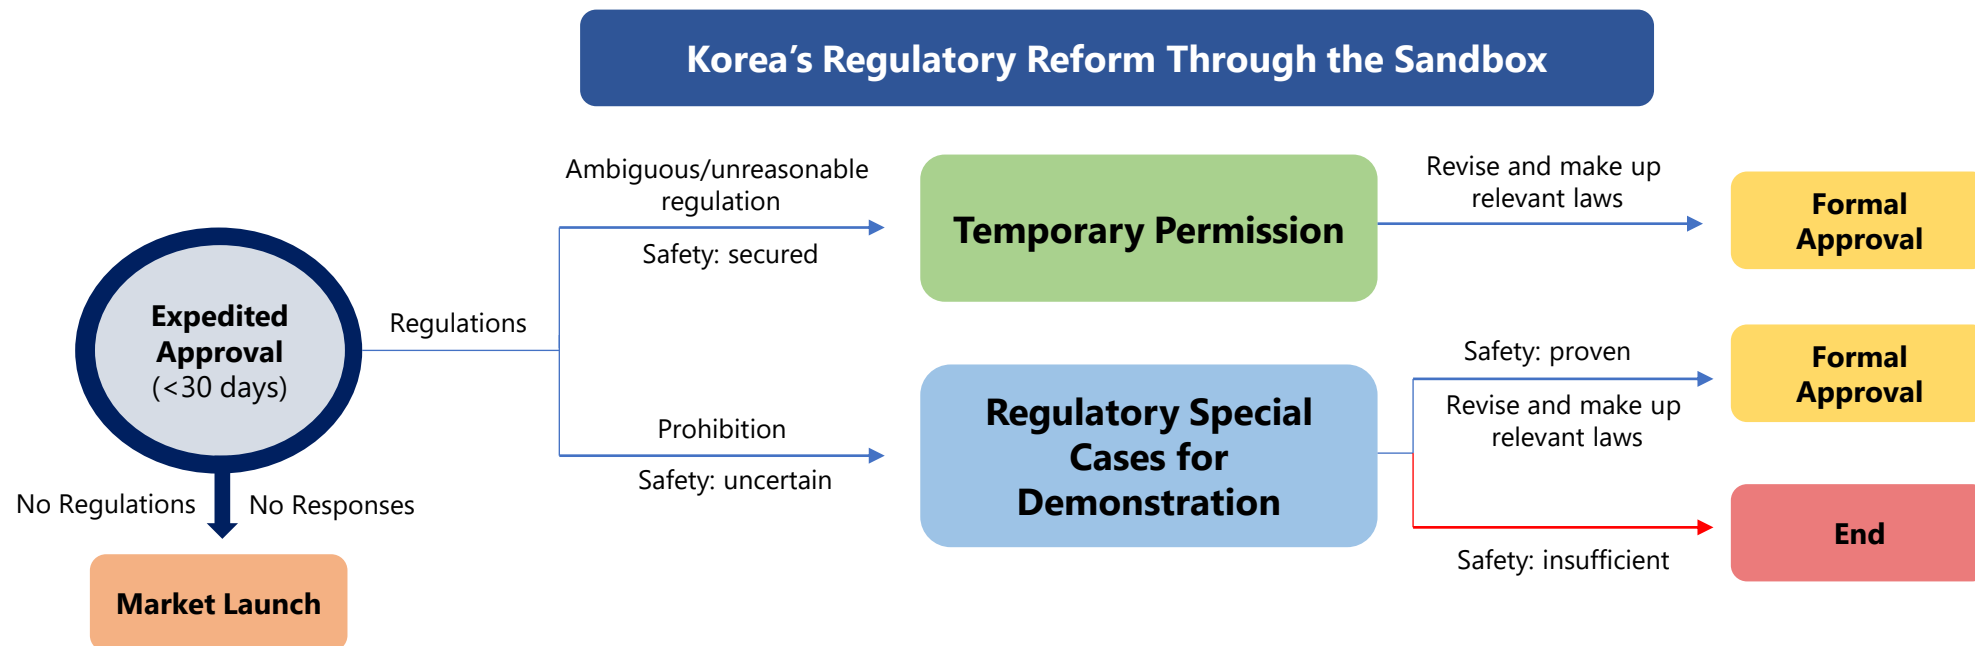 Korea’s Regulatory Reform Through the Sandbox
Expedited
Approval
(<30 days)
No Regulations
No Responses
Market Launch
Regulations
Ambiguous/unreasonable
regulation
Safety: secured
Temporary Permission
Revise and make up
relevant laws
Formal
Approval
Prohibition
Safety: uncertain
Regulatory Special
Cases for
Demonstration
Safety: proven
Revise and make up
relevant laws
Formal
Approval
Safety: insufficient
End